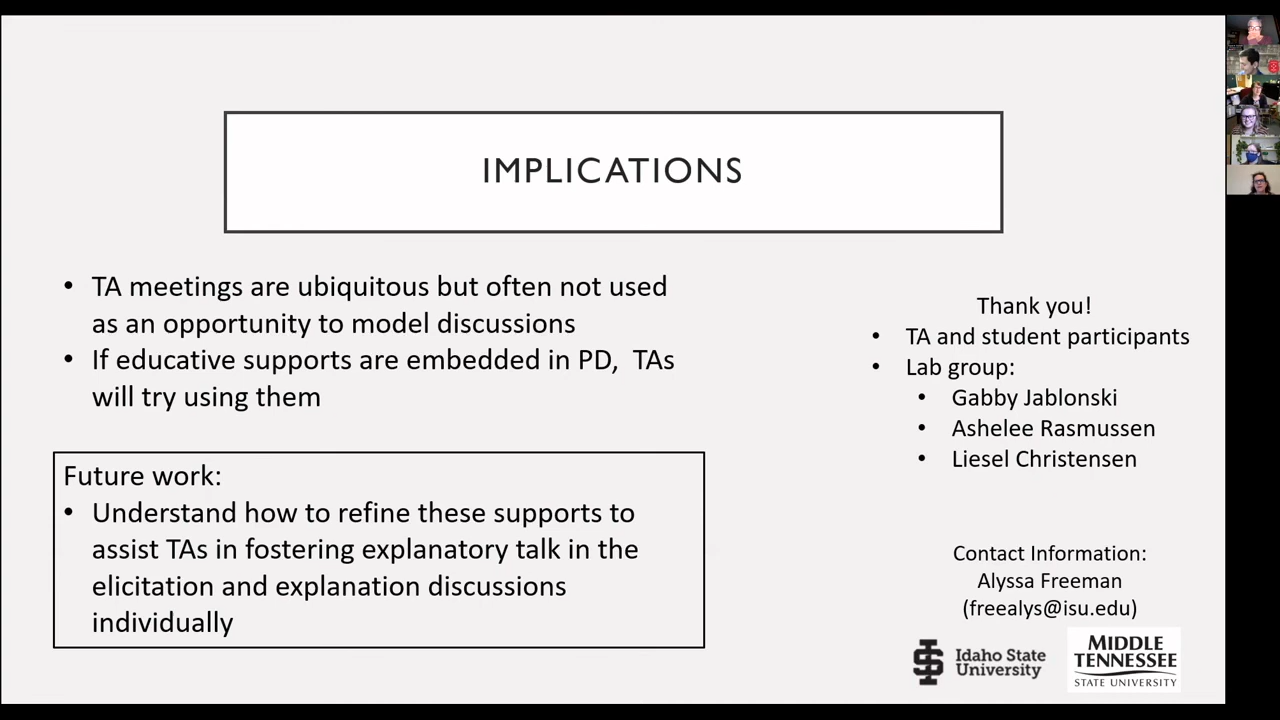 IMPLICATIONS
• TA meetings are ubiquitous but often not used
as an opportunity to model discussions
• If educative supports are embedded in PD,  TAs
will try using them
Future work:
• Understand how to refine these supports to
assist TAs in fostering explanatory talk in the
elicitation and explanation discussions
individually
Thank you!
• TA and student participants
• Lab group:
• Gabby Jablonski
• Ashelee Rasmussen
• Liesel Christensen
Contact Information:
Alyssa Freeman
(freealys@isu.edu)
Idaho State
University
MIDDLE
TENNESSEE
STATE UNIVERSITY